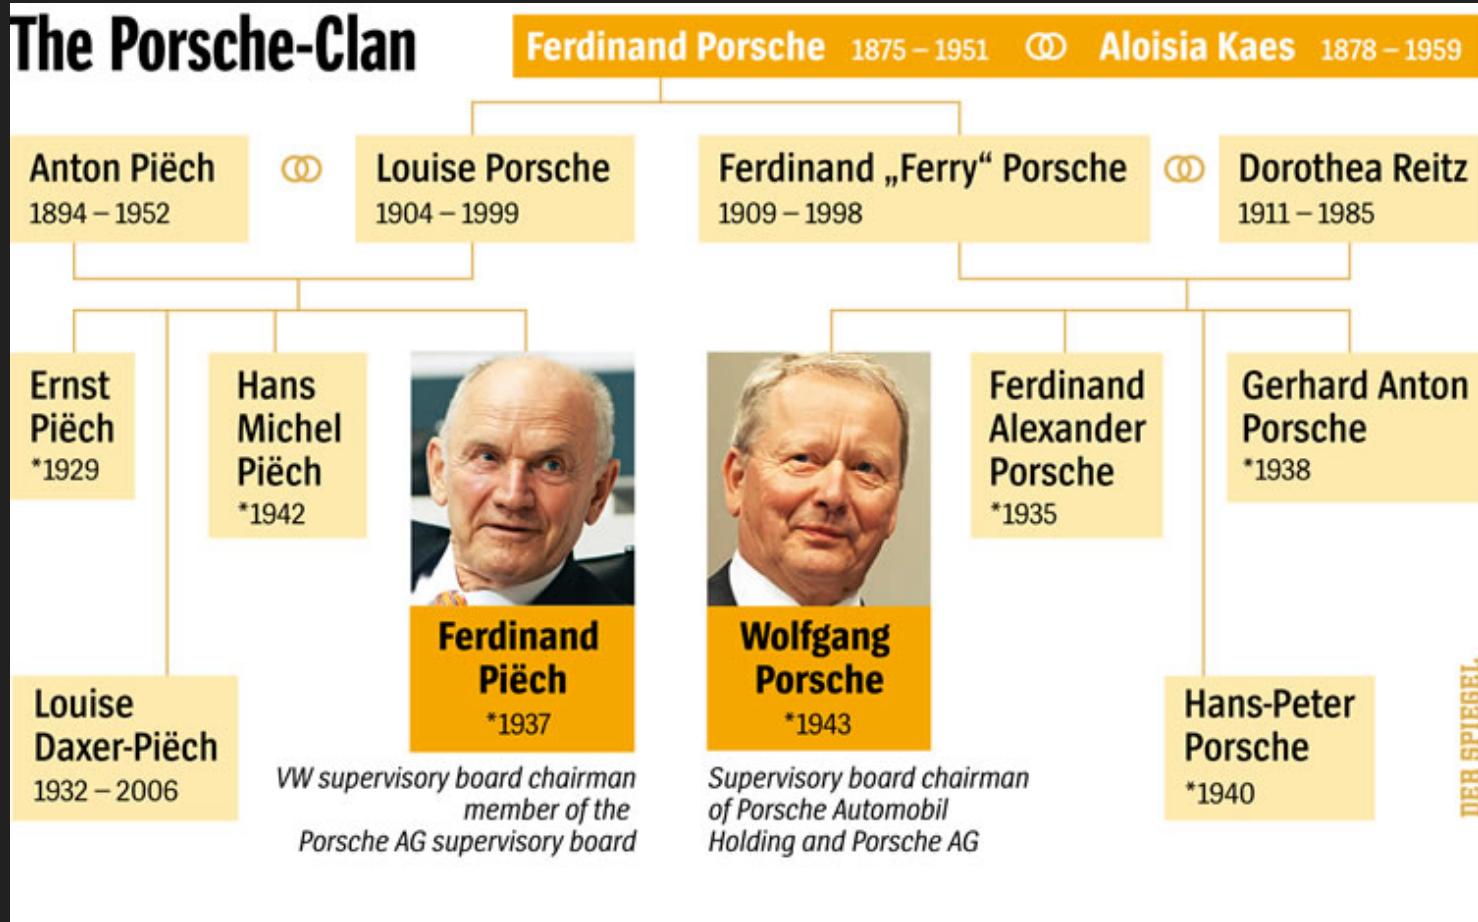 The Porsche-Clan
Ferdinand Porsche 1875 – 1951 Aloisia Kaes 1878 – 1959
Anton Piëch
1894 – 1952
Louise Porsche
1904 – 1999
Ferdinand „Ferry“ Porsche
1909 – 1998
Dorothea Reitz
1911 – 1985
Ernst
Piëch
*1929
Hans
Michel
Piëch
*1942
Ferdinand
Piëch
*1937
VW supervisory board chairman
member of the
Porsche AG supervisory board
Wolfgang
Porsche
*1943
Supervisory board chairman
of Porsche Automobil
Holding and Porsche AG
Ferdinand
Alexander
Porsche
*1935
Gerhard Anton
Porsche
*1938
Louise
Daxer-Piëch
1932 – 2006
Hans-Peter
Porsche
*1940
DER SPIEGEL